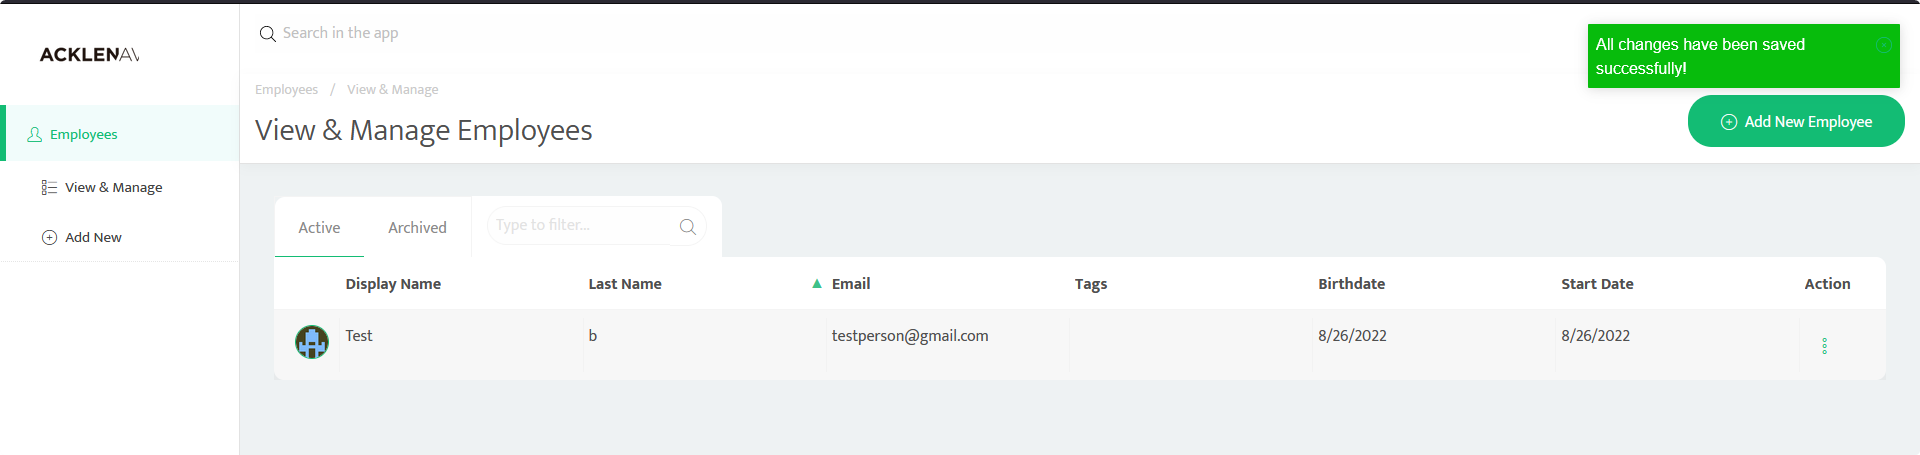 ACKLENAV
Search in the app
All changes have been saved
successfully!
Employees / View & Manage
View & Manage Employees
Add New Employee
Employees
View & Manage
Add New
Active
Archived
Type to filter...
Display Name Last Name Email Tags Birthdate Start Date Action
Test b testperson@gmail.com 8/26/2022 8/26/2022